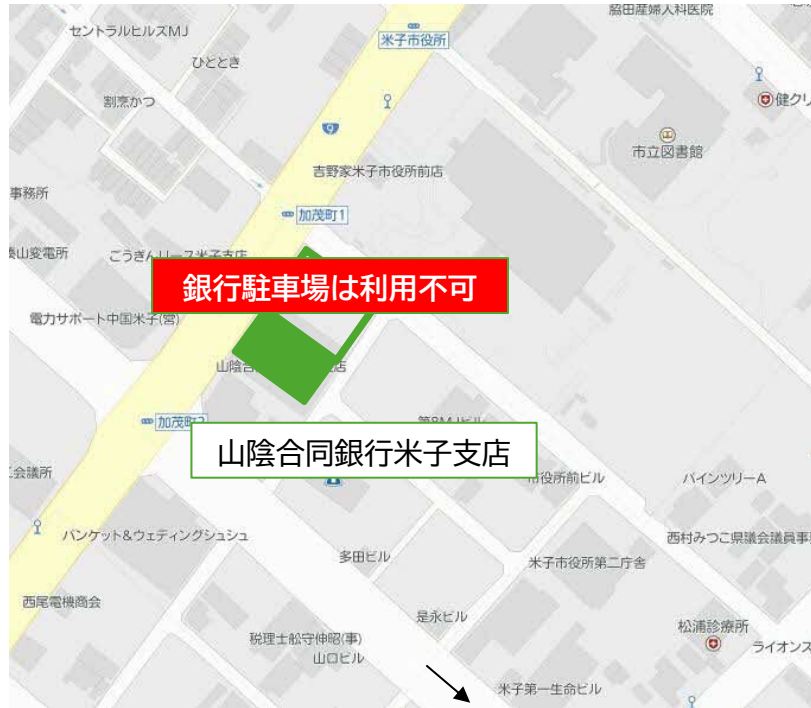 脇田産婦人科医院
セントラルヒルズMJ
米子市役所
ひととき
割烹かつ
健クリ
9
市立図書館
吉野家米子市役所前店
事務所
加茂町1
山変電所
ごうぎんリース米子支店
銀行駐車場は利用不可
電力サポート中国米子(営)
山陰合
店
加茂町2
山陰合同銀行米子支店
会議所
市役所前ビル
パインツリーA
バンケット&ウェティングシュシュ
西村みつこ県議会議員事
多田ビル
米子市役所第二庁舎
西尾電機商会
是永ビル
松浦診療所
税理士舩守伸昭(事)
山口ビル
ライオンズ
米子第一生命ビル